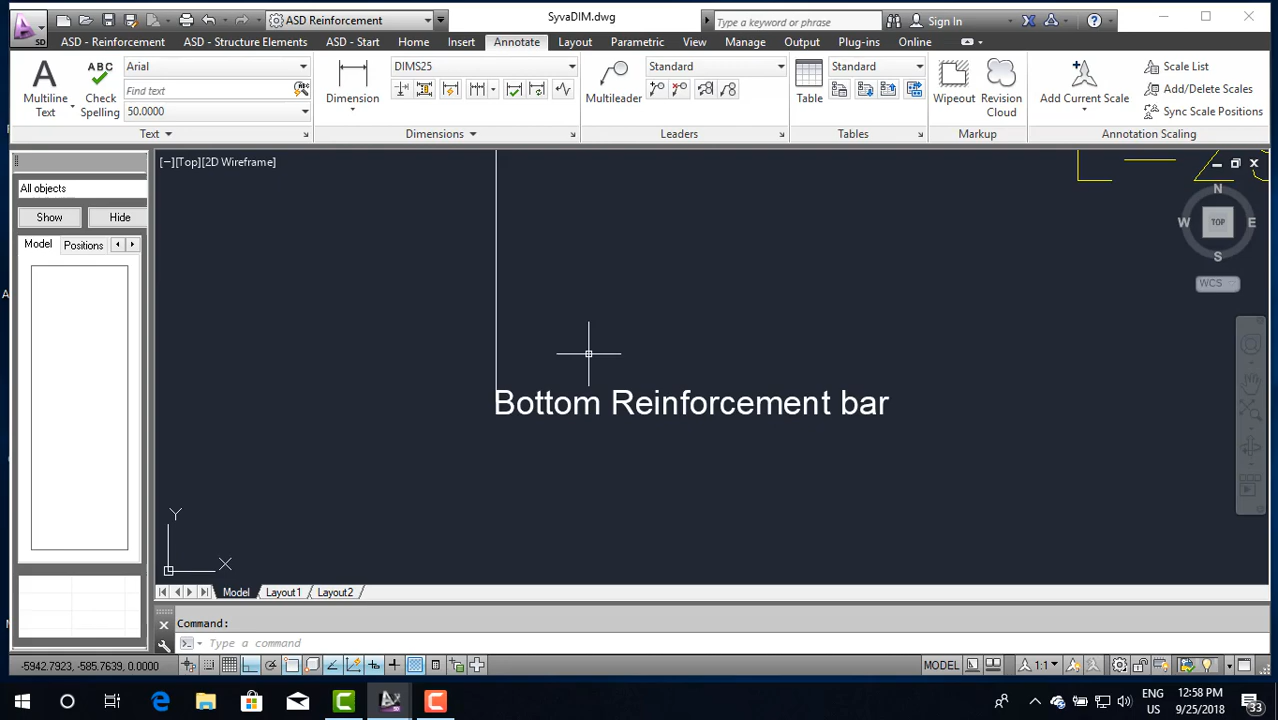 SD
ASD Reinforcement
SyvaDIM.dwg
Type a keyword or phrase
Sign In
ASD - Reinforcement
ASD - Structure Elements
ASD - Start
Home
Insert
Annotate
Layout
Parametric
View
Manage
Output
Plug-ins
Online
Multiline
Text
ABC
Check
Spelling
Arial
Find text
50.0000
Dimension
DIMS25
Multileader
Standard
Table
Standard
Wipeout
Revision
Cloud
Add Current Scale
Scale List
Add/Delete Scales
Sync Scale Positions
Text
Dimensions
Leaders
Tables
Markup
Annotation Scaling
[−][Top][2D Wireframe]
All objects
Show
Hide
Model
Positions
N
W
TOP
E
S
WCS
Bottom Reinforcement bar
Y
X
Model
Layout1
Layout2
Command:
Type a command
-5942.7923, -585.7639, 0.0000
MODEL
1:1
ENG
US
12:58 PM
9/25/2018
33